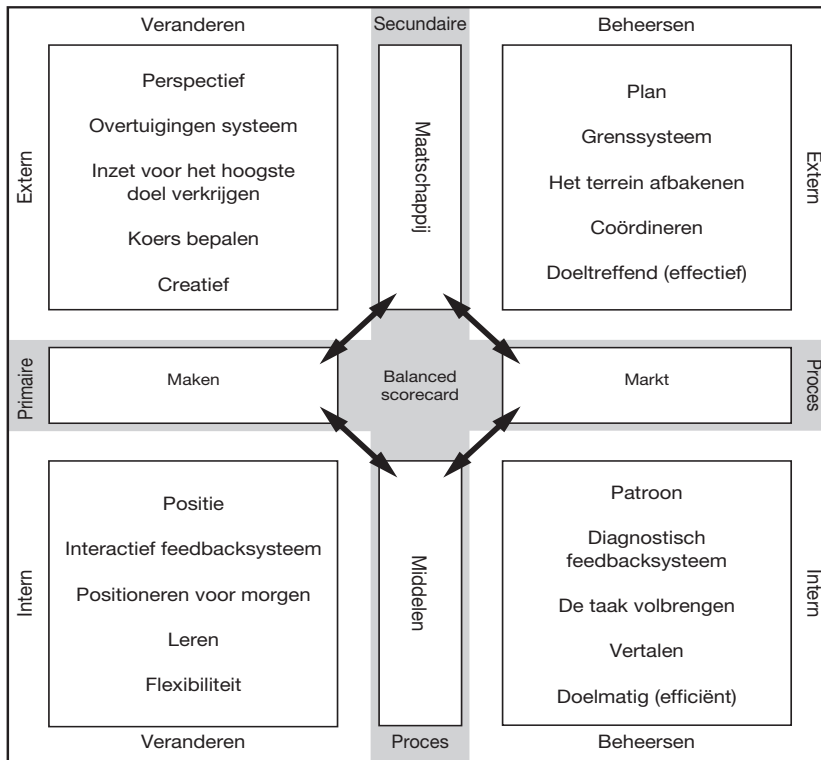 Veranderen
Secundaire
Beheersen
Extern
Perspectief
Overtuigingen systeem
Inzet voor het hoogste
doel verkrijgen
Koers bepalen
Creatief
Maatschappij
Plan
Grenssysteem
Het terrein afbakenen
Coördineren
Doeltreffend (effectief)
Extern
Primaire
Maken
Balanced
scorecard
Markt
Proces
Intern
Positie
Interactief feedbacksysteem
Positioneren voor morgen
Leren
Flexibiliteit
Middelen
Patroon
Diagnostisch
feedbacksysteem
De taak volbrengen
Vertalen
Doelmatig (efficiënt)
Intern
Veranderen
Proces
Beheersen